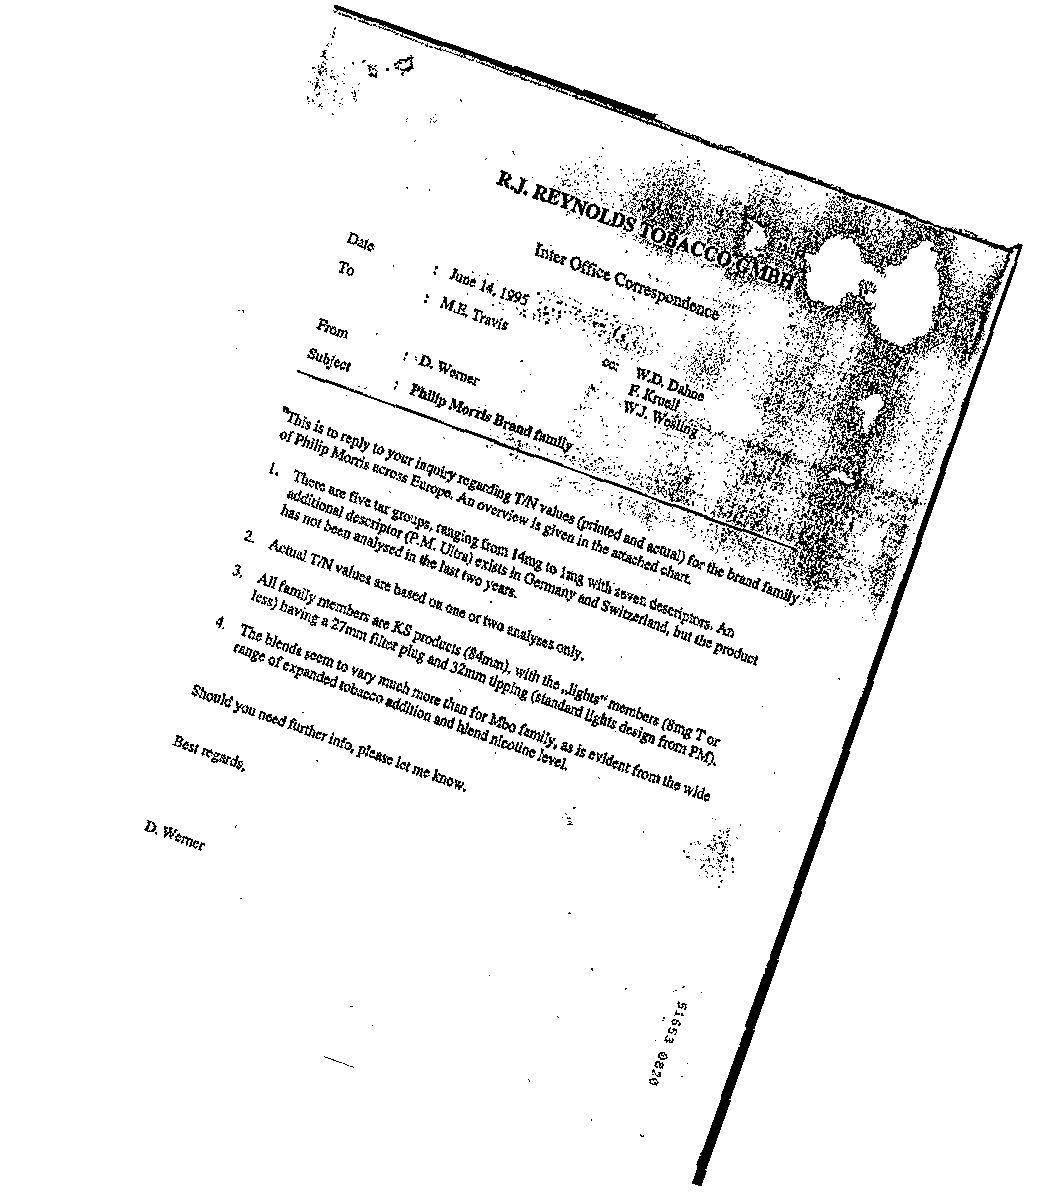 R.J. REYNOLDS TOBACCO GMBH
Inter Office Correspondence
Date : June 14, 1995
To : M.E. Travis
cc: W.D. Dahoe
F. Kruell
W.J. Wesling
From : D. Werner
Subject : Philip Morris Brand family
"This is to reply to your inquiry regarding T/N values (printed and actual) for the brand family
of Philip Morris across Europe. An overview is given in the attached chart.
1. There are five tar groups, ranging from 14mg to 1mg with seven descriptors. An
additional descriptor (P.M. Ultra) exists in Germany and Switzerland, but the product
has not been analysed in the last two years.
2. Actual T/N values are based on one or two analyses only.
3. All family members are KS products (84mm), with the „lights“ members (8mg T or
less) having a 27mm filter plug and 32mm tipping (standard lights design from PM).
4. The blends seem to vary much more than for Mbo family, as is evident from the wide
range of expanded tobacco addition and blend nicotine level.
Should you need further info, please let me know.
Best regards,
D. Werner
51653 0820